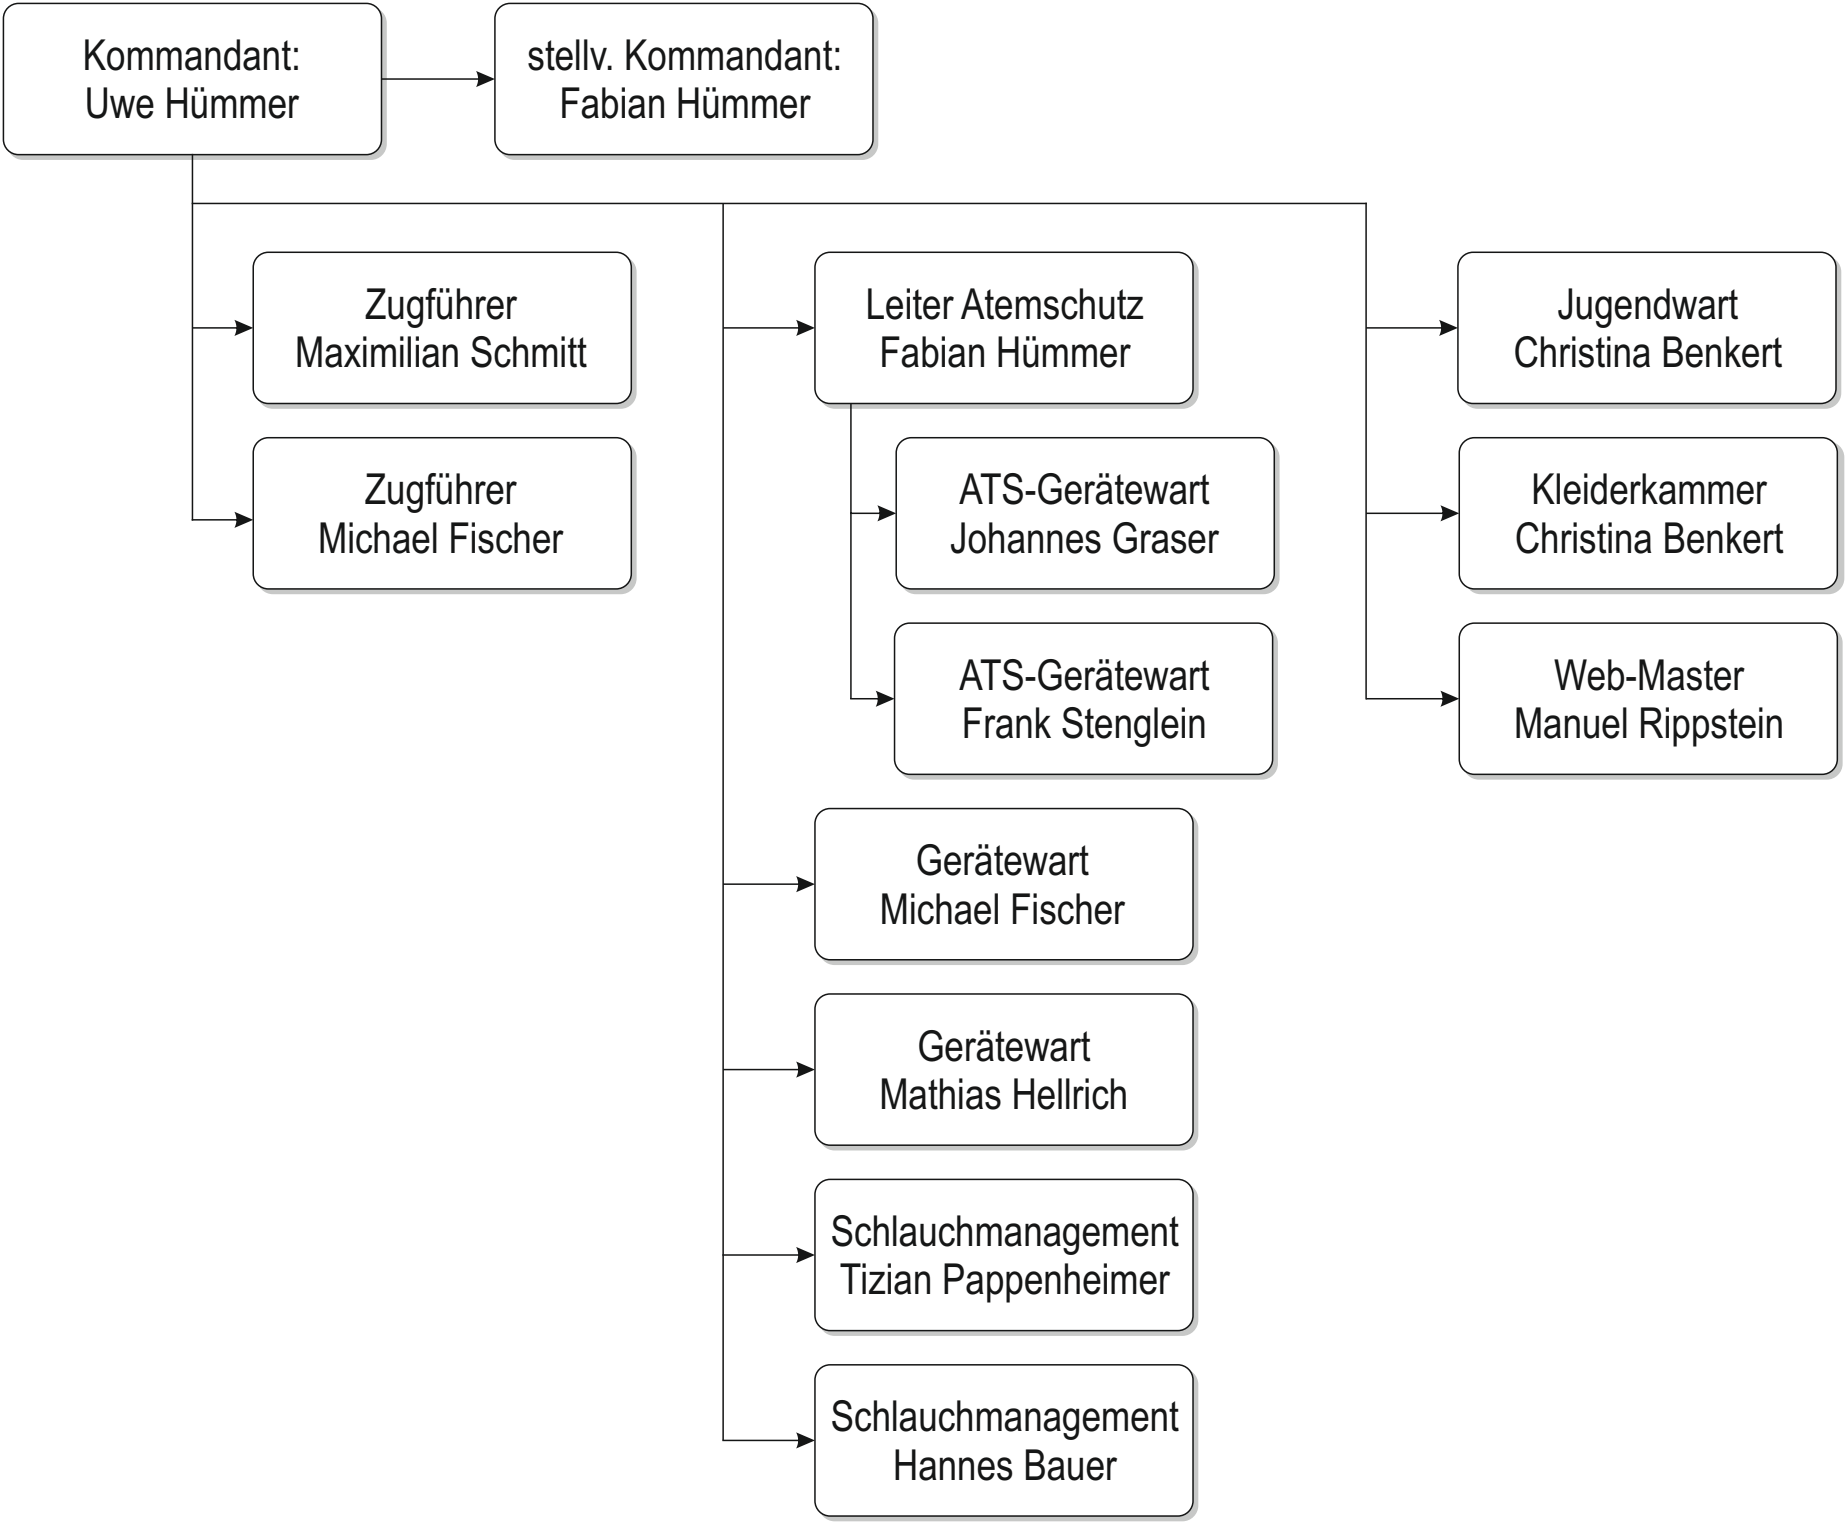 Kommandant:
Uwe Hümmer
stellv. Kommandant:
Fabian Hümmer
Zugführer
Maximilian Schmitt
Zugführer
Michael Fischer
Leiter Atemschutz
Fabian Hümmer
ATS-Gerätewart
Johannes Graser
ATS-Gerätewart
Frank Stenglein
Gerätewart
Michael Fischer
Gerätewart
Mathias Hellrich
Schlauchmanagement
Tizian Pappenheimer
Schlauchmanagement
Hannes Bauer
Jugendwart
Christina Benkert
Kleiderkammer
Christina Benkert
Web-Master
Manuel Rippstein